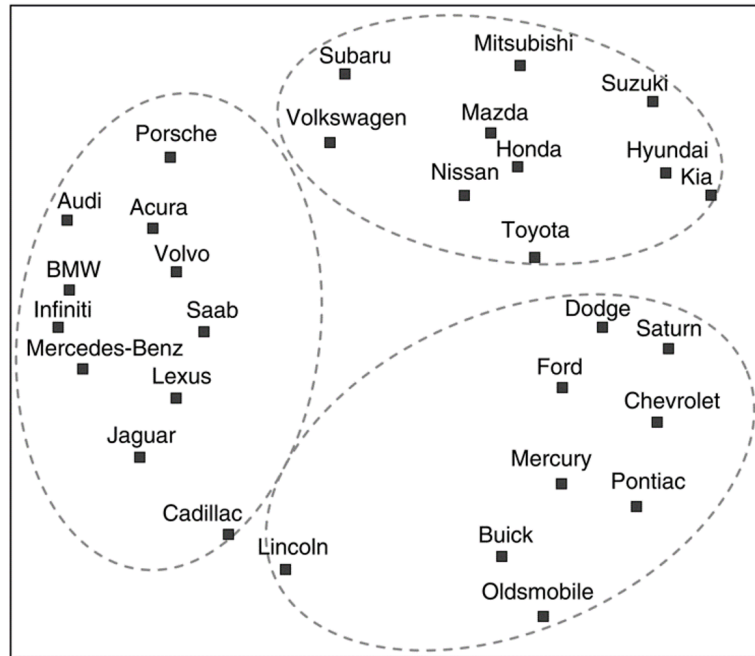 Subaru
Mitsubishi
Suzuki
Volkswagen
Mazda
Honda
Hyundai
Nissan
Kia
Toyota
Porsche
Audi
Acura
Volvo
BMW
Infiniti
Saab
Mercedes-Benz
Lexus
Jaguar
Cadillac
Dodge
Saturn
Ford
Chevrolet
Mercury
Pontiac
Buick
Lincoln
Oldsmobile